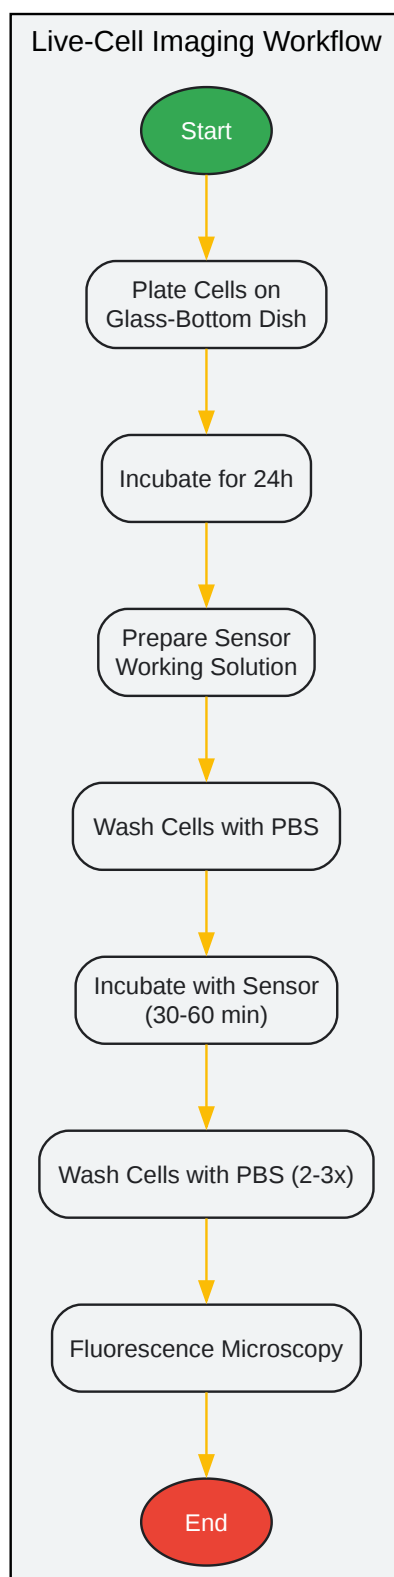 Live-Cell Imaging Workflow
Start
Plate Cells on
Glass-Bottom Dish
Incubate for 24h
Prepare Sensor
Working Solution
Wash Cells with PBS
Incubate with Sensor
(30-60 min)
Wash Cells with PBS (2-3x)
Fluorescence Microscopy
End